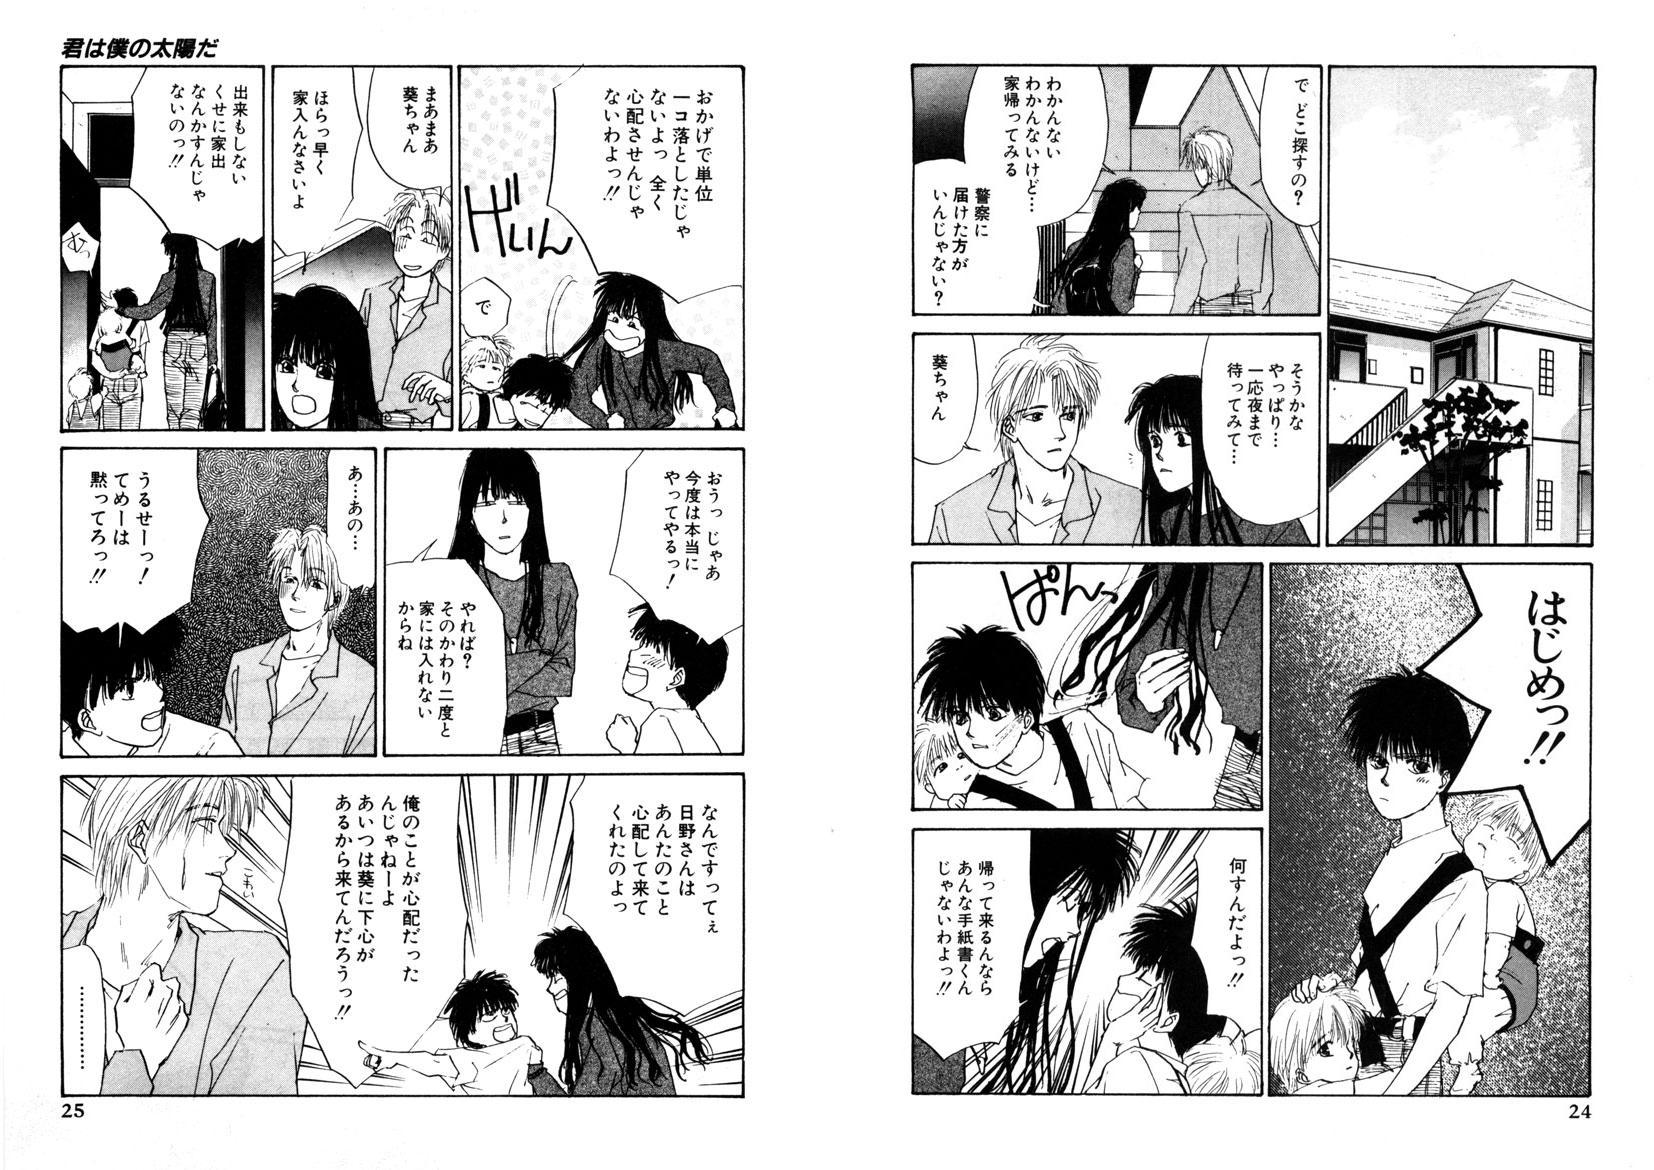 で どこ探すの？
わかんない
わかんないけど…
家帰ってみる
警察に
届けた方が
いんじゃない？
そうかな
やっぱり…
一応夜まで
待ってみて…
葵ちゃん
はじめっ!!
ぱんっ
何すんだよっ!!
帰って来るんなら
あんな手紙書くん
じゃないわよっ!!
24
君は僕の太陽だ
おかげで単位
一コ落としたじゃ
ないよっ 全く
心配させんじゃ
ないわよっ!!
げいん
で
まあまあ
葵ちゃん
ほらっ早く
家入んなさいよ
出来もしない
くせに家出
なんかすんじゃ
ないのっ!!
むっ
おうっ じゃあ
今度は本当に
やってやるっ！
やれば？
そのかわり二度と
家には入れない
からね
あ…あの…
うるせーっ！
てめーは
黙ってろっ!!
なんですってぇ
日野さんは
あんたのこと
心配して来て
くれたのよっ
俺のことが心配だった
んじゃねーよ
あいつは葵に下心が
あるから来てんだろうっ!!
こわい
…………
25